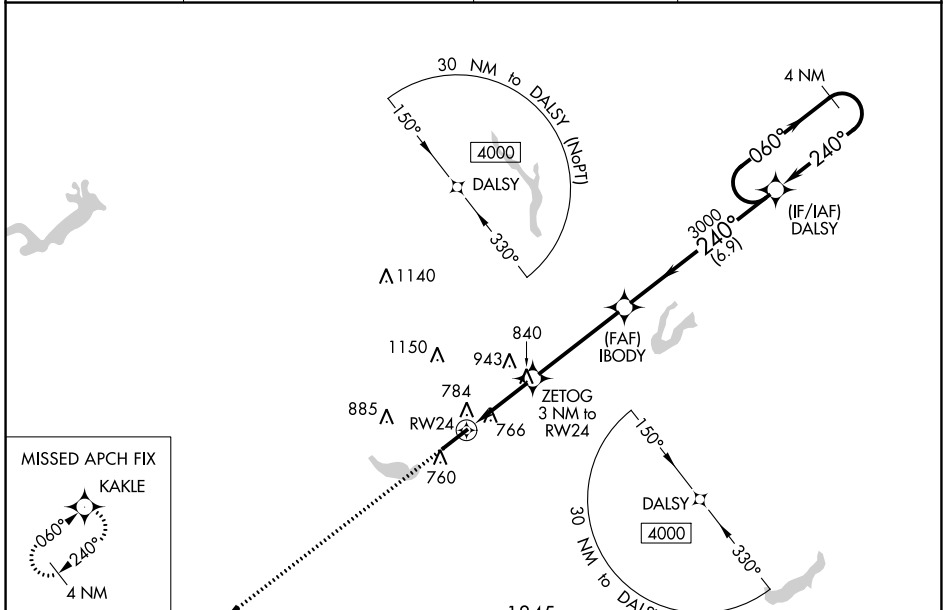 30 NM to DALSY (NoPT)
150°
4000
DALSY
330°
4 NM
060°
240°
(IF/IAF)
DALSY
3000
240°
(6.9)
1140
(FAF)
IBODY
840
1150
943
784
ZETOG
3 NM to
RW24
885
RW24
766
760
MISSED APCH FIX
KAKLE
060°
240°
4 NM
150°
DALSY
4000
330°
30 NM to DALSY
1945